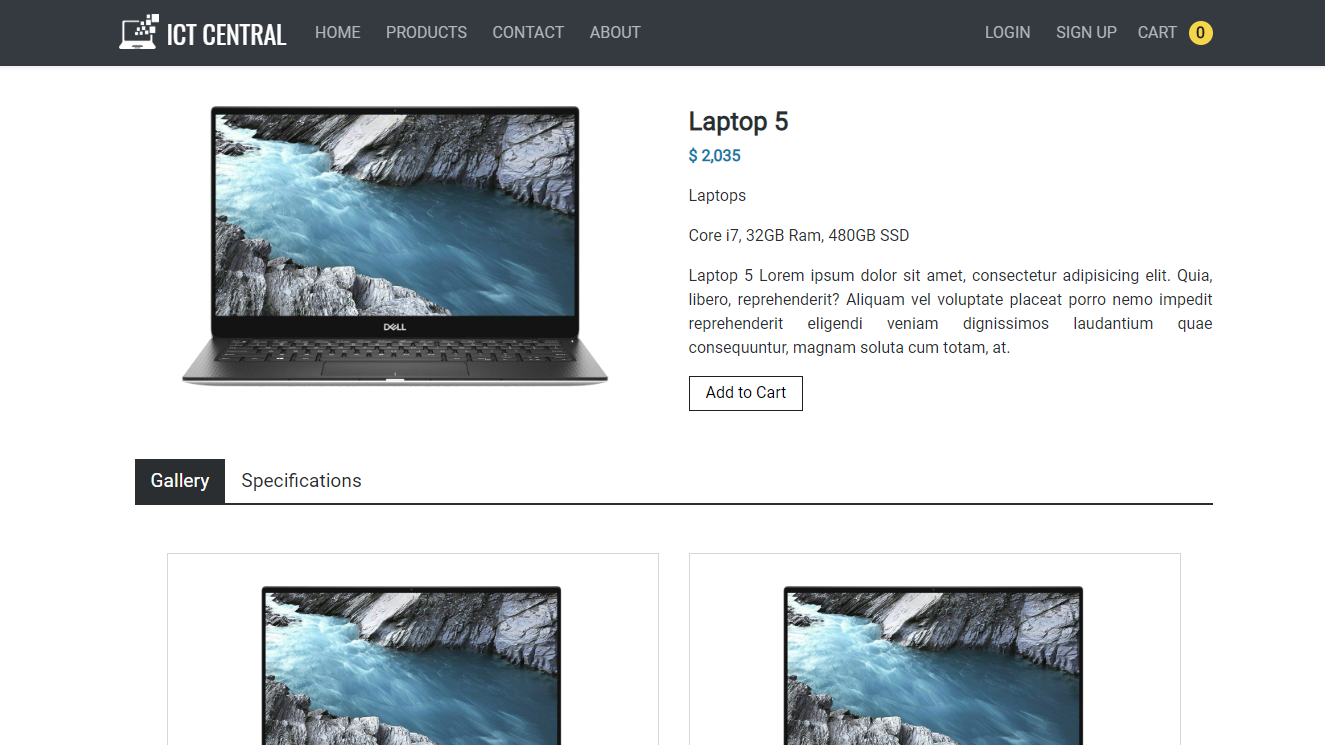 ICT CENTRAL HOME PRODUCTS CONTACT ABOUT LOGIN SIGN UP CART 0
Laptop 5
$ 2,035
Laptops
Core i7, 32GB Ram, 480GB SSD
Laptop 5 Lorem ipsum dolor sit amet, consectetur adipisicing elit. Quia,
libero, reprehenderit? Aliquam vel voluptate placeat porro nemo impedit
reprehenderit eligendi veniam dignissimos laudantium quae
consequuntur, magnam soluta cum totam, at.
Add to Cart
DELL
Gallery Specifications